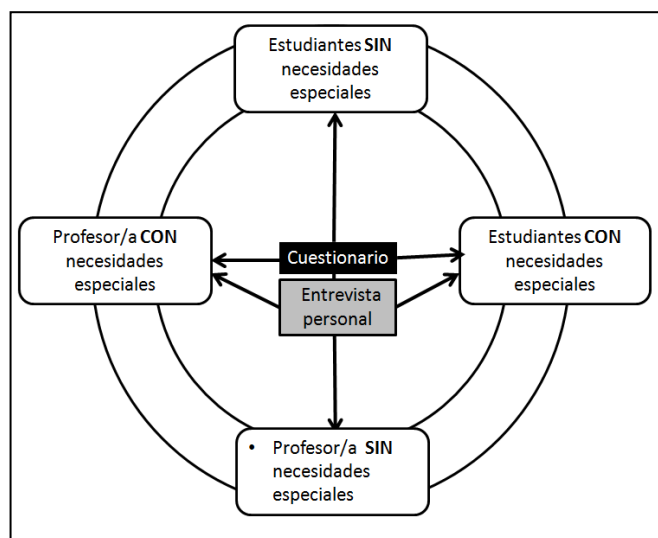 Estudiantes SIN
necesidades
especiales
Profesor/a CON
necesidades
especiales
Cuestionario
Entrevista
personal
Estudiantes CON
necesidades
especiales
• Profesor/a SIN
necesidades
especiales